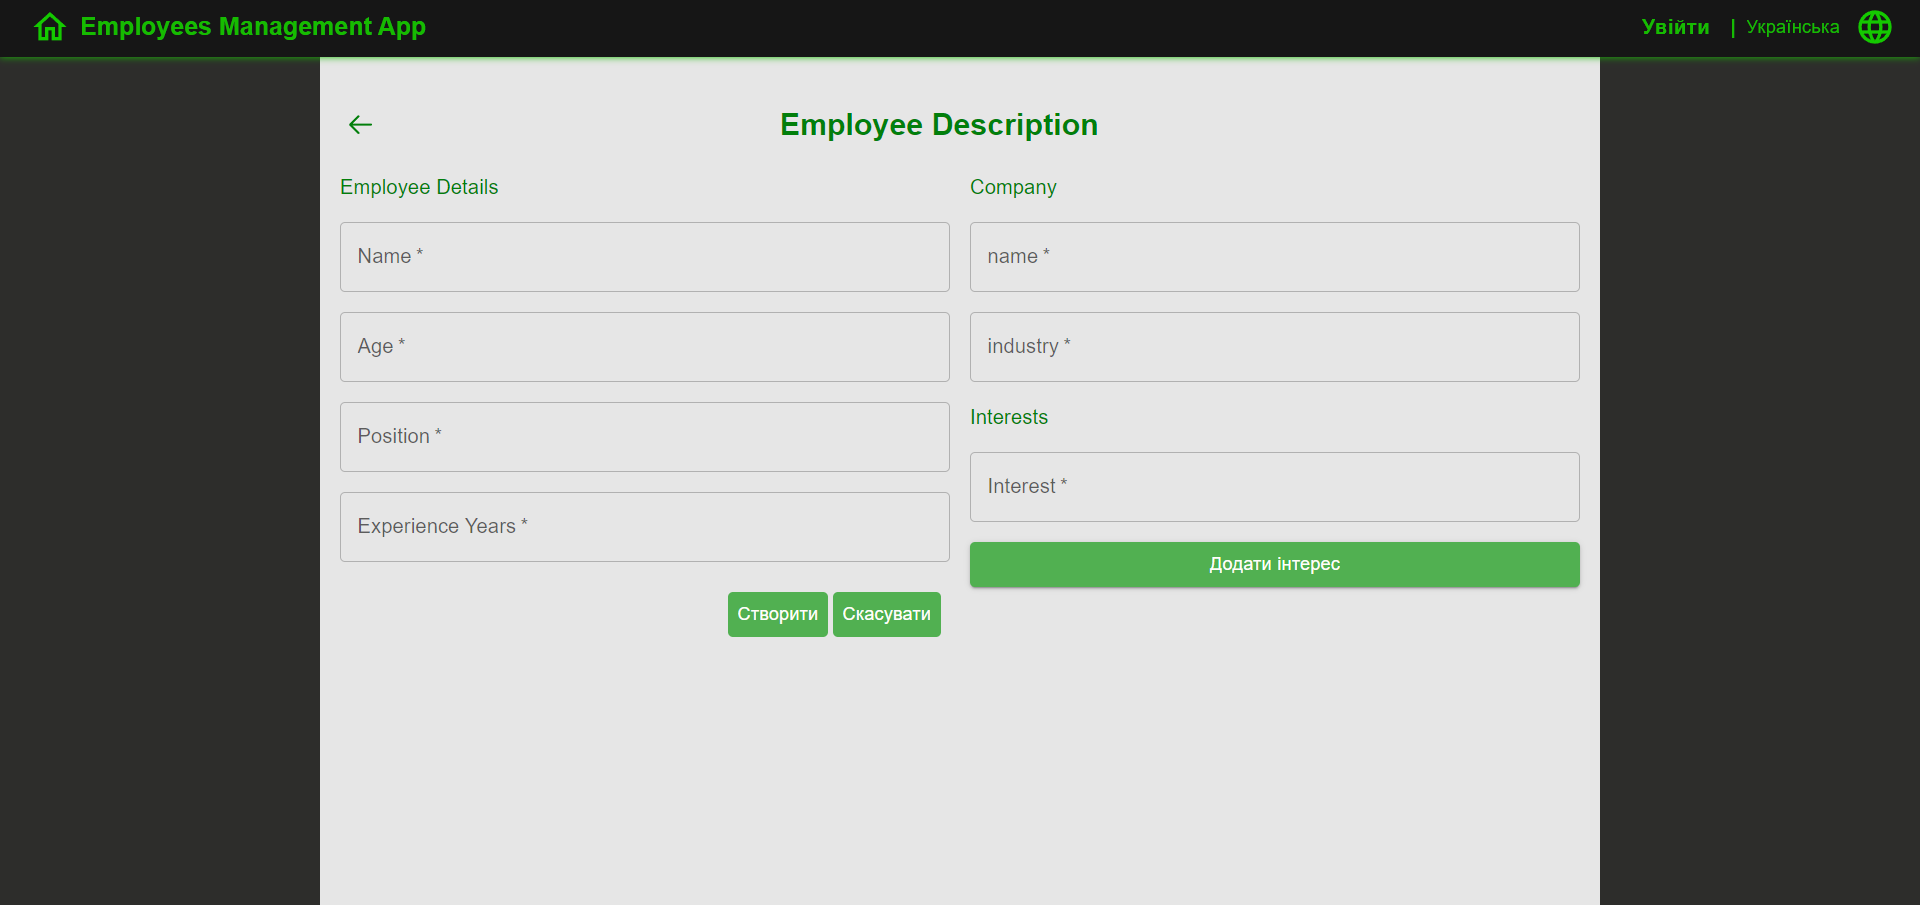 Employees Management App
Увійти | Українська
Employee Description
Employee Details
Name *
Age *
Position *
Experience Years *
Створити Скасувати
Company
name *
industry *
Interests
Interest *
Додати інтерес